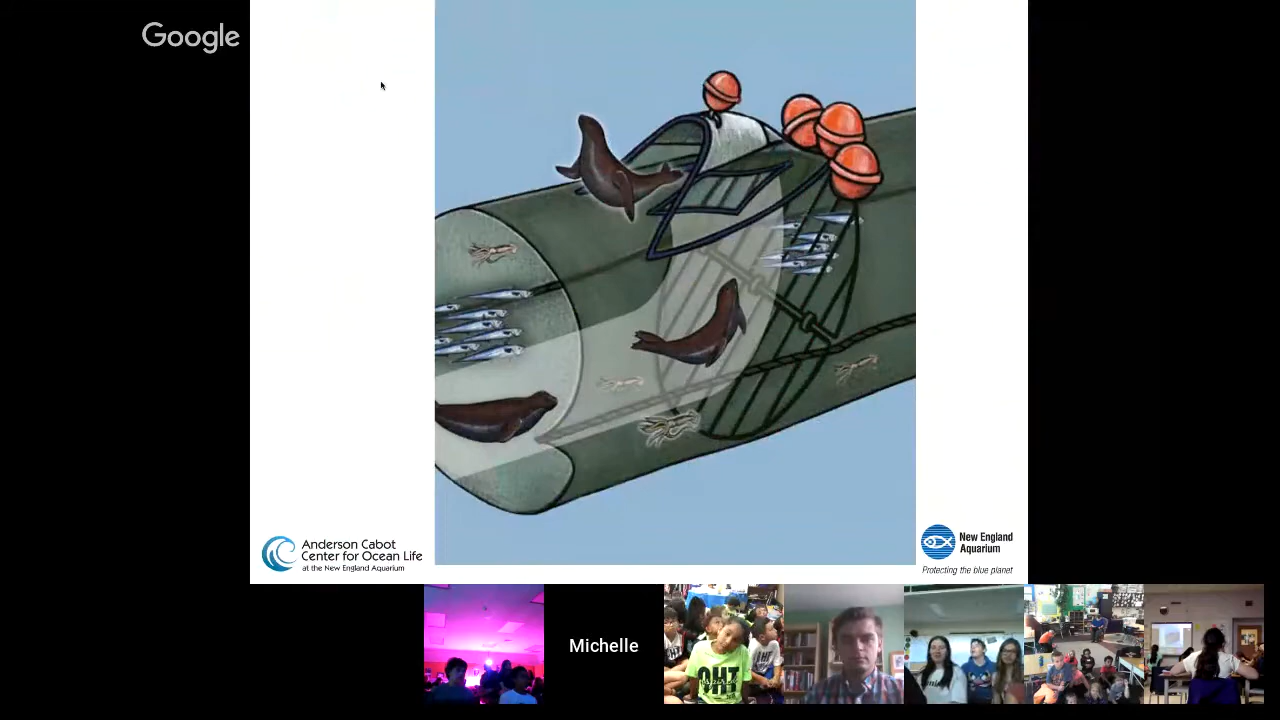 Google
Anderson Cabot
Center for Ocean Life
at the New England Aquarium
New England
Aquarium
Protecting the blue planet
Michelle
OHT